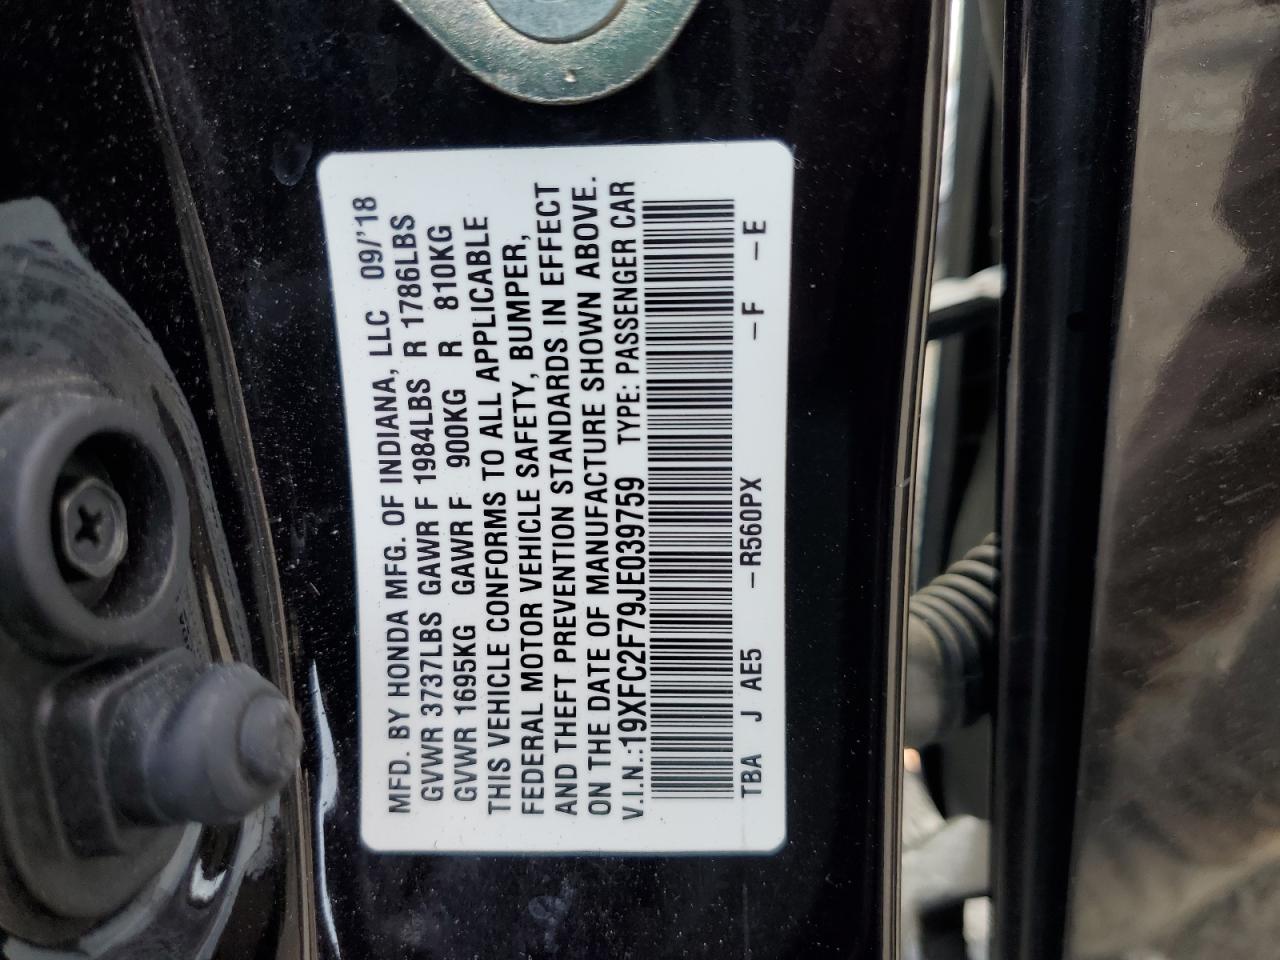 MFD. BY HONDA MFG. OF INDIANA, LLC 09/'18
GVWR 3737LBS GAWR F 1984LBS R 1786LBS
GVWR 1695KG GAWR F 900KG R 810KG
THIS VEHICLE CONFORMS TO ALL APPLICABLE
FEDERAL MOTOR VEHICLE SAFETY, BUMPER,
AND THEFT PREVENTION STANDARDS IN EFFECT
ON THE DATE OF MANUFACTURE SHOWN ABOVE.
V.I.N.:19XFC2F79JE039759 TYPE: PASSENGER CAR
TBA J AE5 -R560PX -F -E